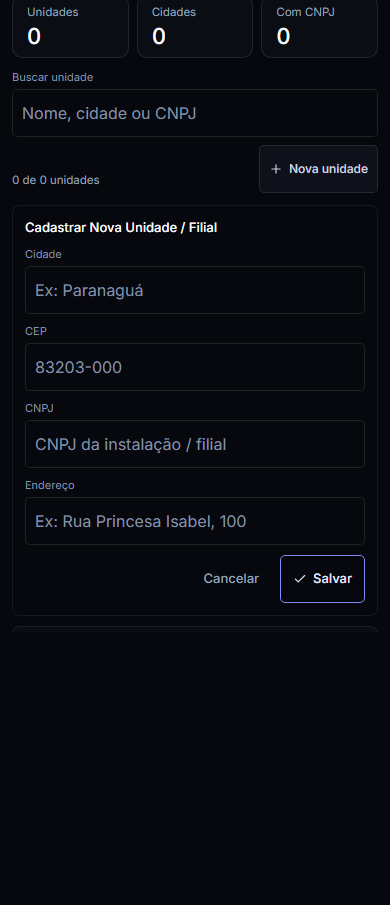 Unidades
0
Cidades
0
Com CNPJ
0
Buscar unidade
Nome, cidade ou CNPJ
0 de 0 unidades
Nova unidade
Cadastrar Nova Unidade / Filial
Cidade
Ex: Paranaguá
CEP
83203-000
CNPJ
CNPJ da instalação / filial
Endereço
Ex: Rua Princesa Isabel, 100
Cancelar
Salvar